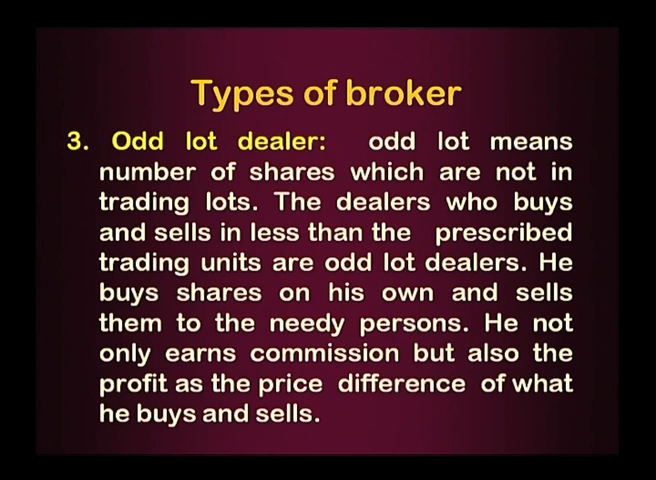 Types of broker
3. Odd lot dealer: odd lot means
number of shares which are not in
trading lots. The dealers who buys
and sells in less than the prescribed
trading units are odd lot dealers. He
buys shares on his own and sells
them to the needy persons. He not
only earns commission but also the
profit as the price difference of what
he buys and sells.